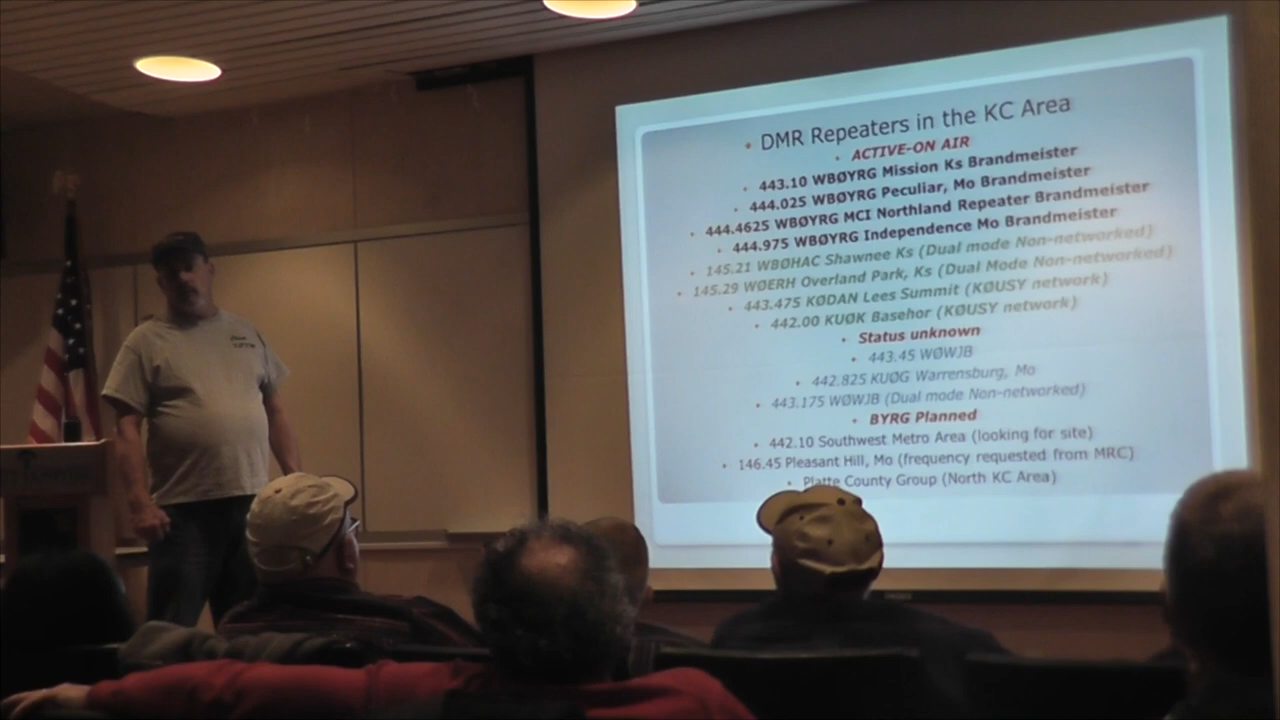 • DMR Repeaters in the KC Area
• ACTIVE-ON AIR
• 443.10 WBØYRG Mission Ks Brandmeister
• 444.025 WBØYRG Peculiar, Mo Brandmeister
• 444.4625 WBØYRG MCI Northland Repeater Brandmeister
• 444.975 WBØYRG Independence Mo Brandmeister
• 145.21 WBØHAC Shawnee Ks (Dual mode Non-networked)
• 145.29 WØERH Overland Park, Ks (Dual Mode Non-networked)
• 443.475 KØDAN Lees Summit (KØUSY network)
• 442.00 KUØK Basehor (KØUSY network)
• Status unknown
• 443.45 WØWJB
• 442.825 KUØG Warrensburg, Mo
• 443.175 WØWJB (Dual mode Non-networked)
• BYRG Planned
• 442.10 Southwest Metro Area (looking for site)
• 146.45 Pleasant Hill, Mo (frequency requested from MRC)
• Platte County Group (North KC Area)